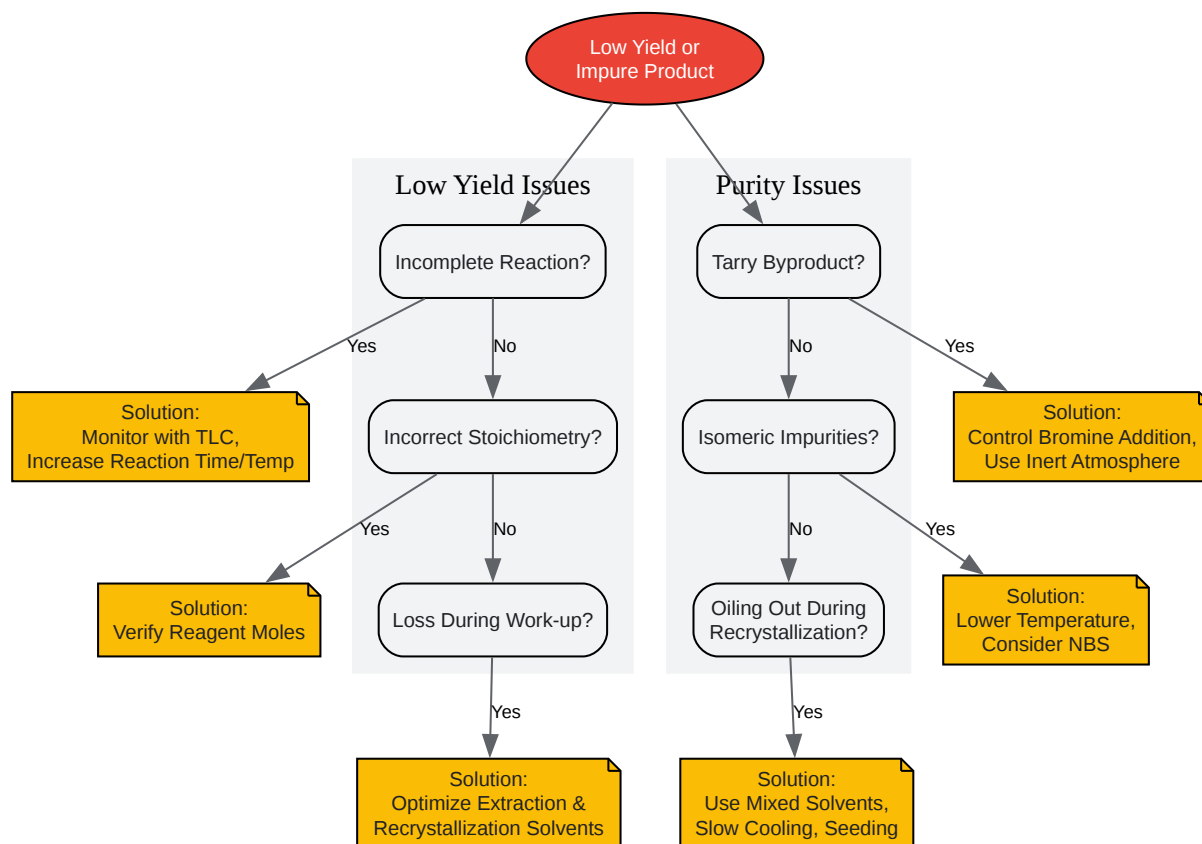 Low Yield or
Impure Product
Low Yield Issues
Purity Issues
Incomplete Reaction?
Tarry Byproduct?
Yes
No
No
Yes
Solution:
Monitor with TLC,
Increase Reaction Time/Temp
Incorrect Stoichiometry?
Isomeric Impurities?
Solution:
Control Bromine Addition,
Use Inert Atmosphere
Yes
No
No
Yes
Solution:
Verify Reagent Moles
Loss During Work-up?
Oiling Out During
Recrystallization?
Solution:
Lower Temperature,
Consider NBS
Yes
Yes
Solution:
Optimize Extraction &
Recrystallization Solvents
Solution:
Use Mixed Solvents,
Slow Cooling, Seeding